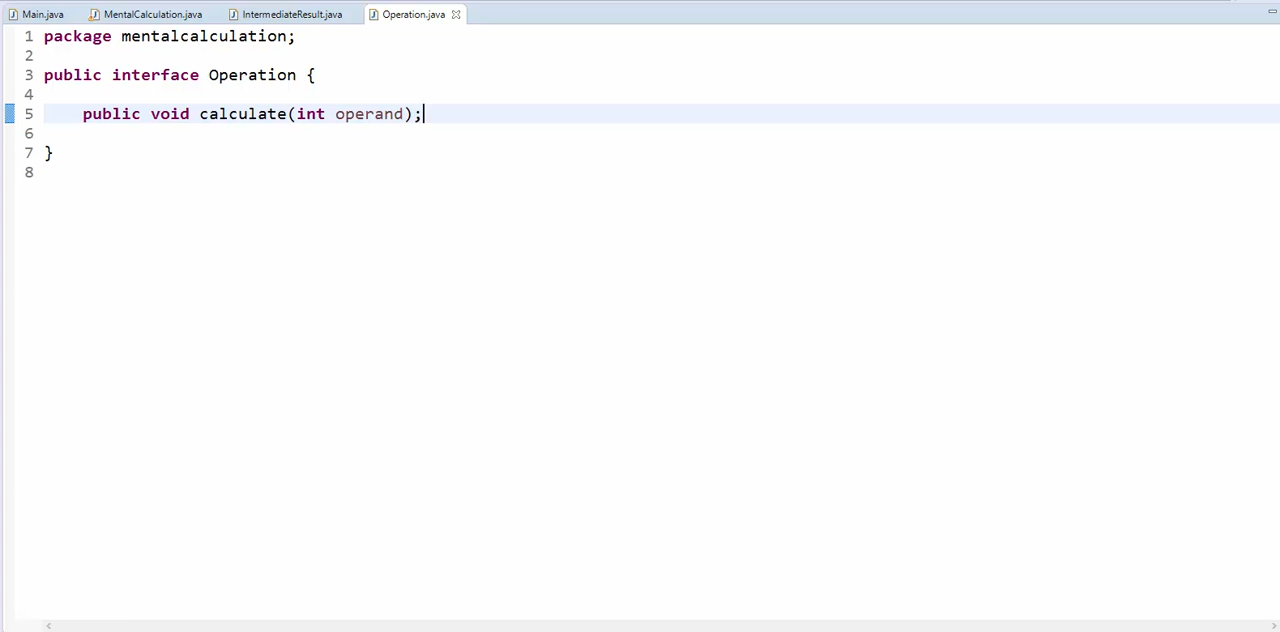 Main.java MentalCalculation.java IntermediateResult.java Operation.java
1 package mentalcalculation;
2
3 public interface Operation {
4
5 public void calculate(int operand);
6
7 }
8